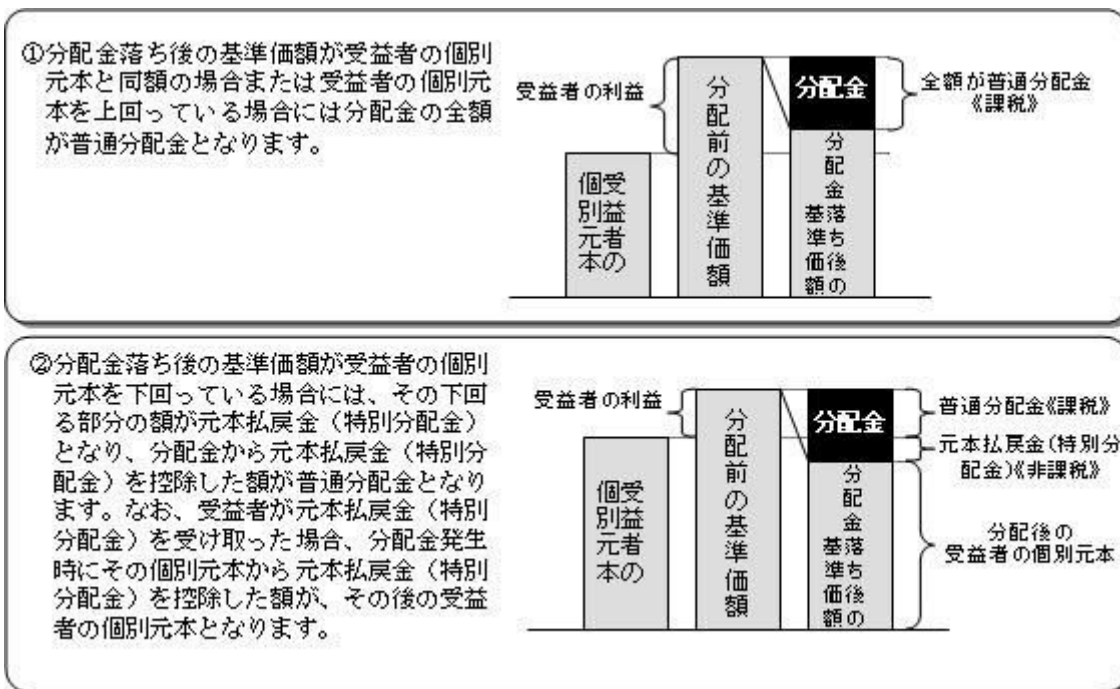 ①分配金落ち後の基準価額が受益者の個別
元本と同額の場合または受益者の個別元
本を上回っている場合には分配金の全額
が普通分配金となります。
受益者の利益
受益者の
個別元本
分配前の基準価額
分配金
分配金落ち後の
基準価額
全額が普通分配金
《課税》
②分配金落ち後の基準価額が受益者の個別
元本を下回っている場合には、その下回
る部分の額が元本払戻金（特別分配金）
となり、分配金から元本払戻金（特別分
配金）を控除した額が普通分配金となり
ます。なお、受益者が元本払戻金（特別
分配金）を受け取った場合、分配金発生
時にその個別元本から元本払戻金（特別
分配金）を控除した額が、その後の受益
者の個別元本となります。
受益者の利益
受益者の
個別元本
分配前の基準価額
分配金
分配金落ち後の
基準価額
普通分配金《課税》
元本払戻金(特別分
配金)《非課税》
分配後の
受益者の個別元本